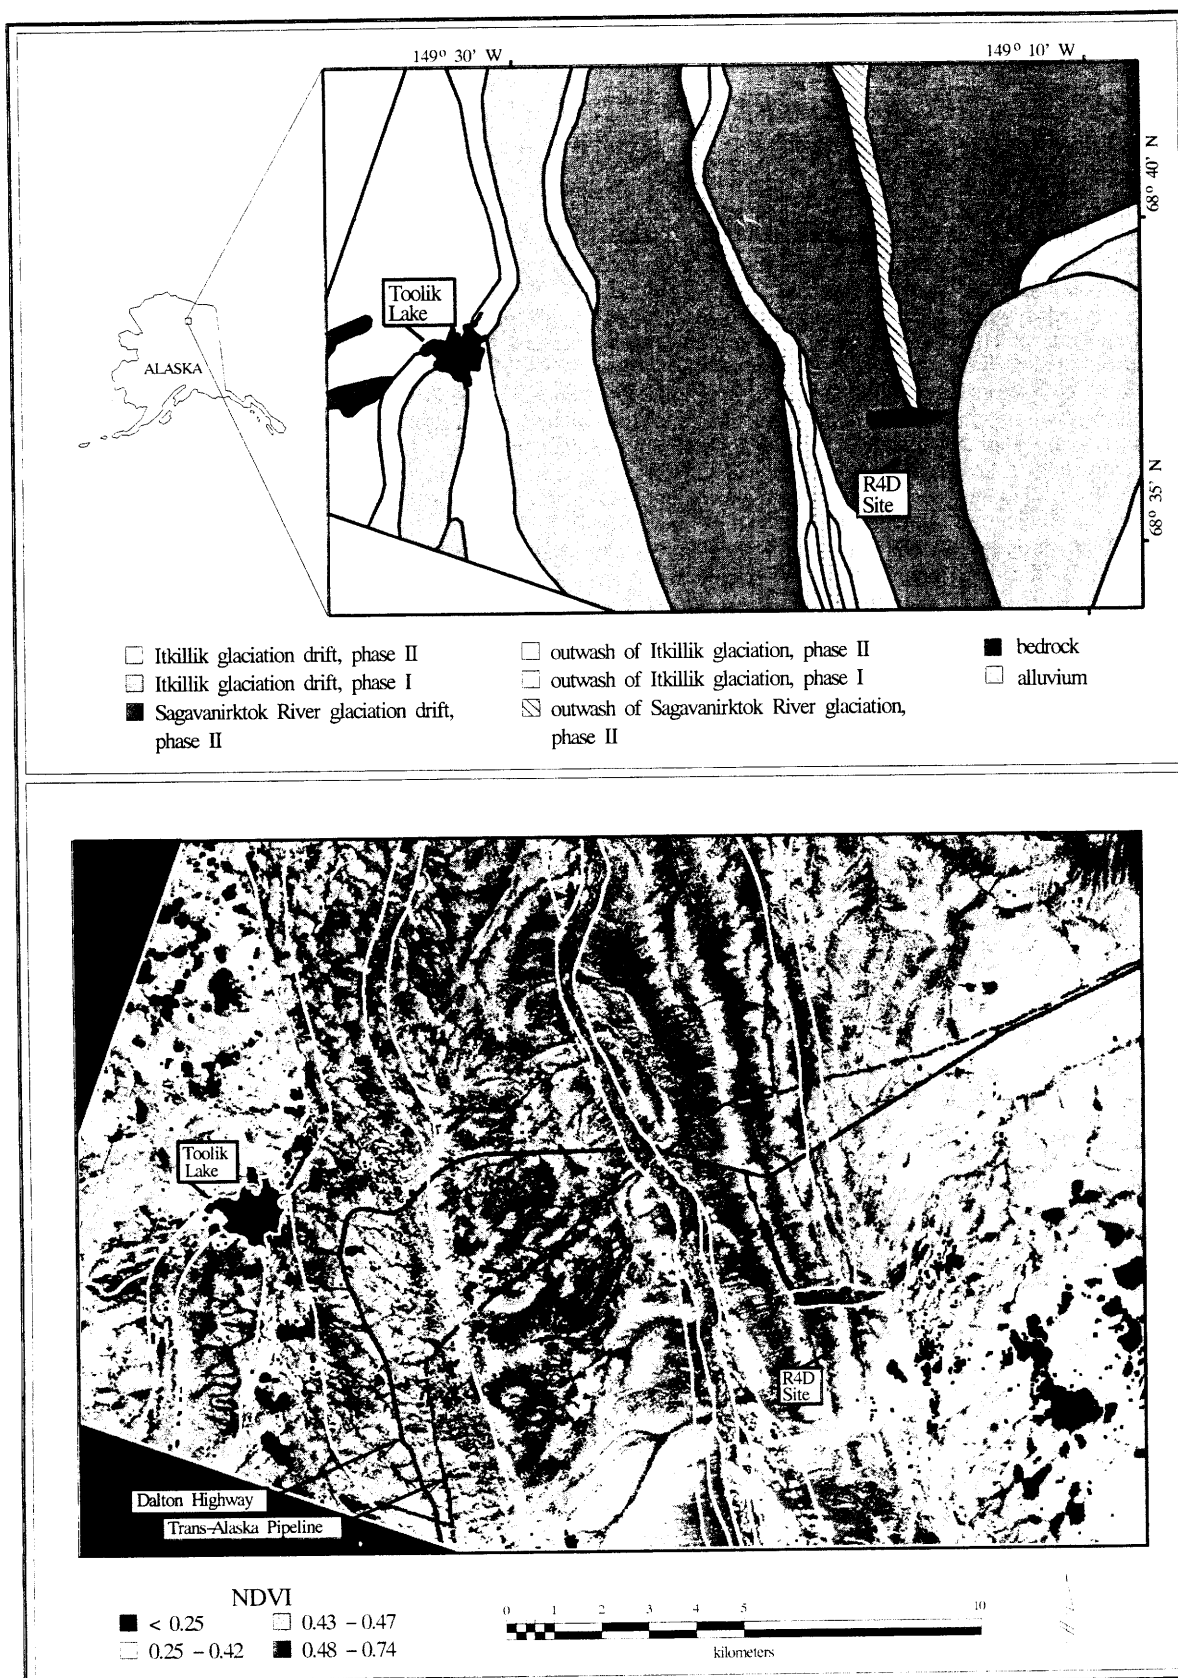 149° 30' W
149° 10' W
68° 40' N
Toolik
Lake
ALASKA
R4D
Site
68° 35' N
Itkillik glaciation drift, phase II
outwash of Itkillik glaciation, phase II
bedrock
Itkillik glaciation drift, phase I
outwash of Itkillik glaciation, phase I
alluvium
Sagavanirktok River glaciation drift,
phase II
outwash of Sagavanirktok River glaciation,
phase II
Toolik
Lake
R4D
Site
Dalton Highway
Trans-Alaska Pipeline
NDVI
< 0.25
0.43 - 0.47
0.25 - 0.42
0.48 - 0.74
0 1 2 3 4 5 10
kilometers